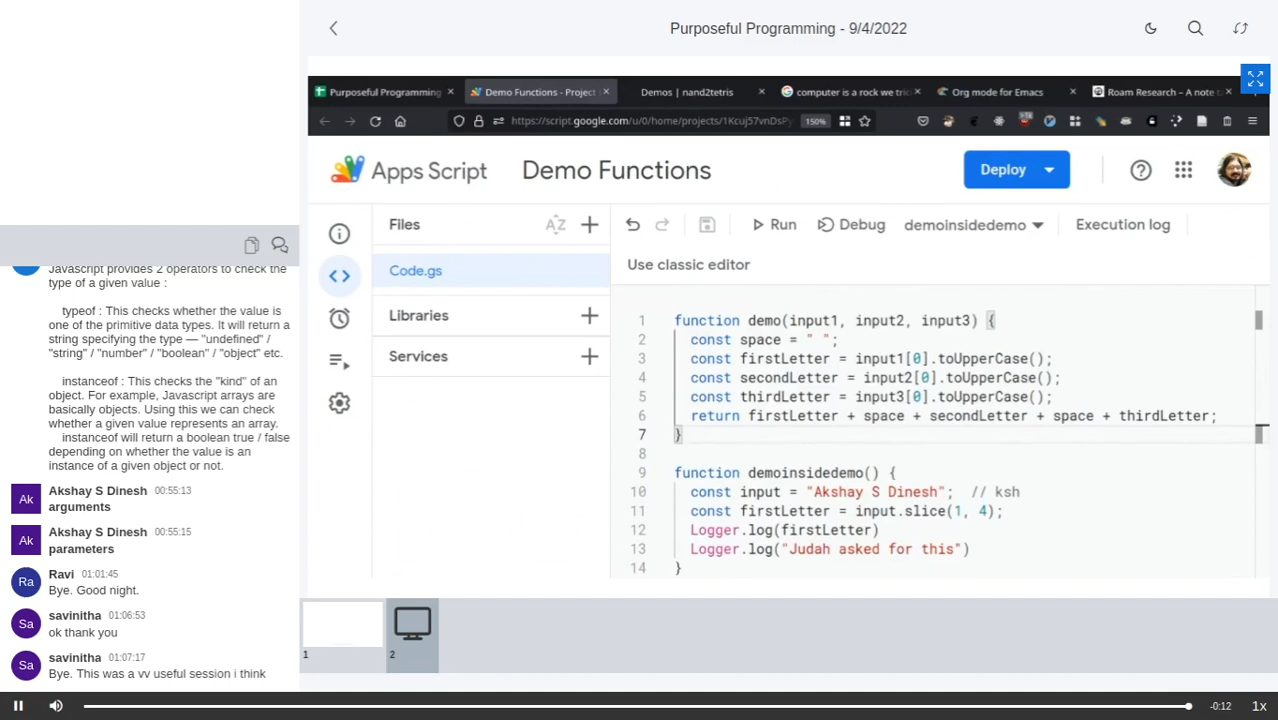 Purposeful Programming - 9/4/2022
Purposeful Programming
Demo Functions - Project
Demos | nand2tetris
computer is a rock we tri
Org mode for Emacs
Roam Research – A note t
https://script.google.com/u/0/home/projects/1Kcuj57vnDsPy
150%
Apps Script
Demo Functions
Deploy
Files
AZ
Run
Debug
demoinsidedemo
Execution log
Code.gs
Use classic editor
Libraries
Services
1 function demo(input1, input2, input3) {
2 const space = " ";
3 const firstLetter = input1[0].toUpperCase();
4 const secondLetter = input2[0].toUpperCase();
5 const thirdLetter = input3[0].toUpperCase();
6 return firstLetter + space + secondLetter + space + thirdLetter;
7 }
8
9 function demoinsidedemo() {
10 const input = "Akshay S Dinesh"; // ksh
11 const firstLetter = input.slice(1, 4);
12 Logger.log(firstLetter)
13 Logger.log("Judah asked for this")
14 }
Javascript provides 2 operators to check the
type of a given value :
typeof : This checks whether the value is
one of the primitive data types. It will return a
string specifying the type — "undefined" /
"string" / "number" / "boolean" / "object" etc.
instanceof : This checks the "kind" of an
object. For example, Javascript arrays are
basically objects. Using this we can check
whether a given value represents an array.
instanceof will return a boolean true / false
depending on whether the value is an
instance of a given object or not.
Ak
Akshay S Dinesh 00:55:13
arguments
Ak
Akshay S Dinesh 00:55:15
parameters
Ra
Ravi 01:01:45
Bye. Good night.
Sa
savinitha 01:06:53
ok thank you
Sa
savinitha 01:07:17
Bye. This was a vv useful session i think
1
2
-0:12
1x